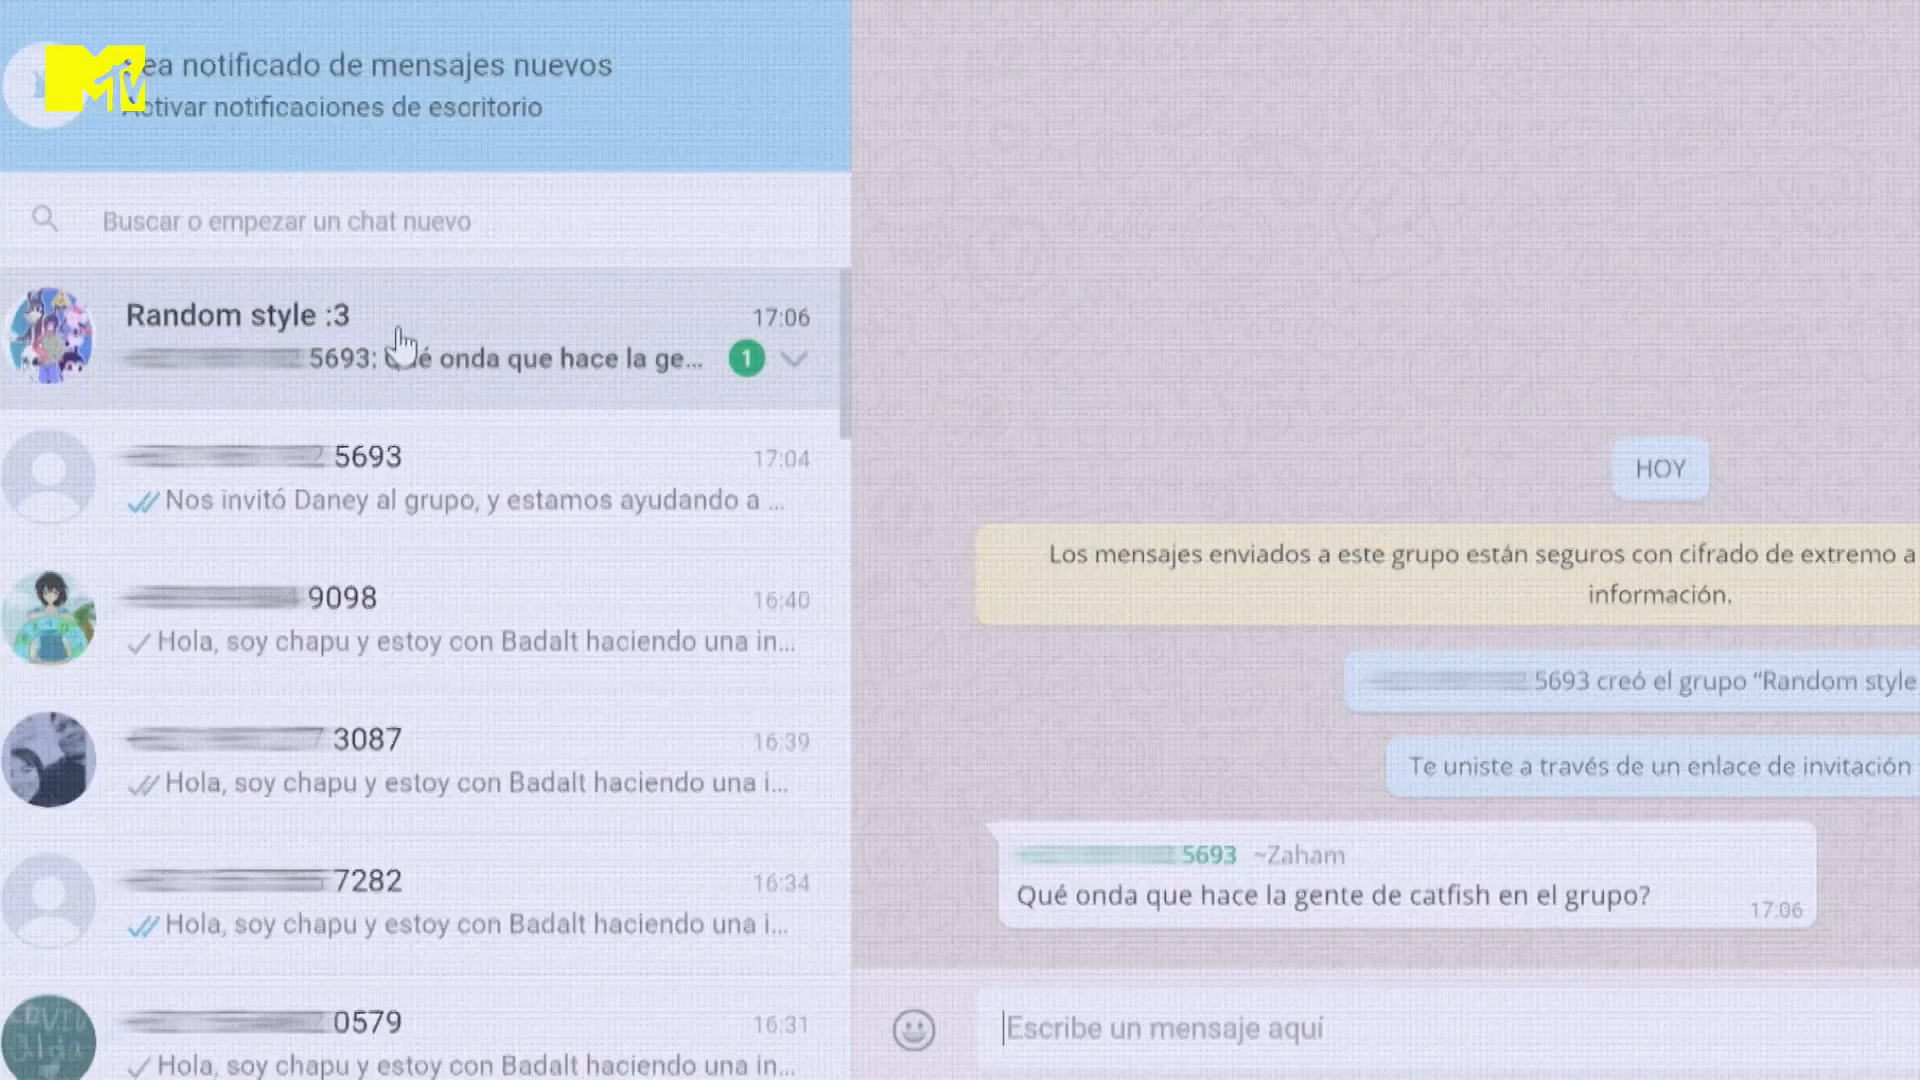 MTV
ea notificado de mensajes nuevos
Activar notificaciones de escritorio
Buscar o empezar un chat nuevo
Random style :3
17:06
5693: Qué onda que hace la ge...
1
5693
17:04
Nos invitó Daney al grupo, y estamos ayudando a ...
9098
16:40
Hola, soy chapu y estoy con Badalt haciendo una in...
3087
16:39
Hola, soy chapu y estoy con Badalt haciendo una i...
7282
16:34
Hola, soy chapu y estoy con Badalt haciendo una i...
0579
16:31
Hola, soy chapu y estoy con Badalt haciendo una in...
HOY
Los mensajes enviados a este grupo están seguros con cifrado de extremo a
información.
5693 creó el grupo “Random style
Te uniste a través de un enlace de invitación
5693 ~Zaham
Qué onda que hace la gente de catfish en el grupo?
17:06
Escribe un mensaje aquí